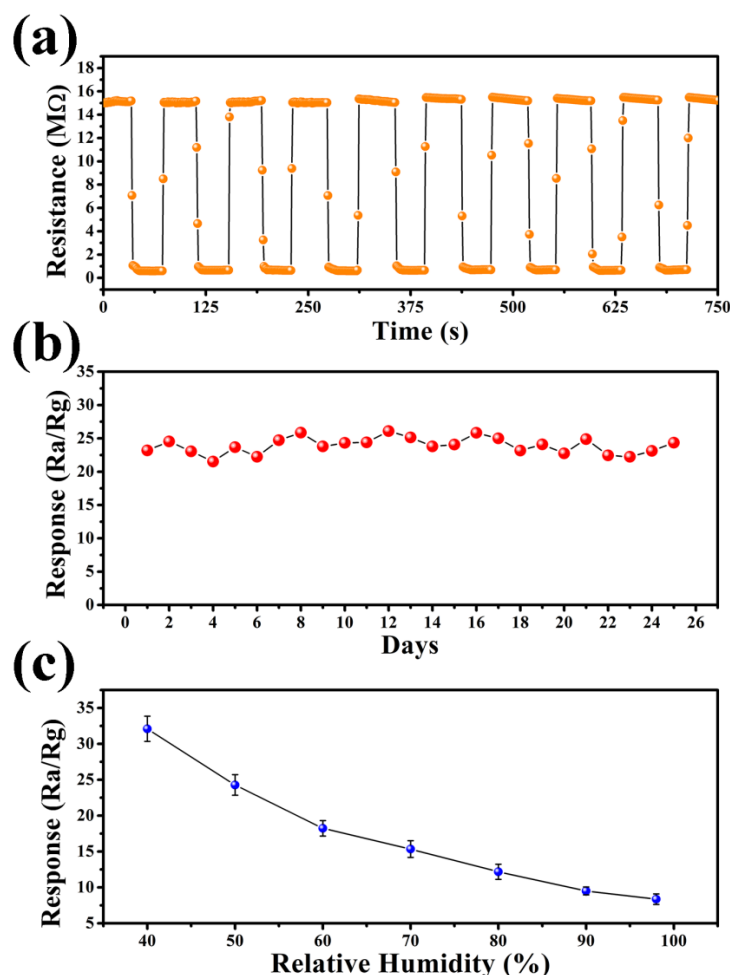 (a)
18
16
14
12
10
8
6
4
2
0
Resistance (MΩ)
0 125 250 375 500 625 750
Time (s)
(b)
35
30
25
20
15
10
5
0
Response (Ra/Rg)
0 2 4 6 8 10 12 14 16 18 20 22 24 26
Days
(c)
35
30
25
20
15
10
5
Response (Ra/Rg)
40 50 60 70 80 90 100
Relative Humidity (%)